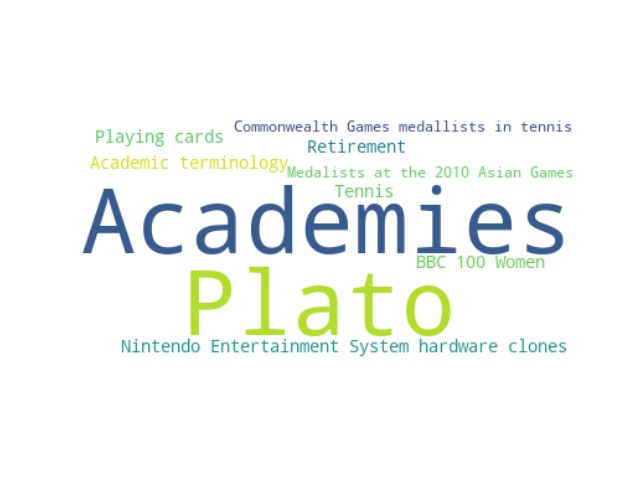 Commonwealth Games medallists in tennis
Playing cards
Retirement
Academic terminology
Medalists at the 2010 Asian Games
Tennis
Academies
BBC 100 Women
Plato
Nintendo Entertainment System hardware clones